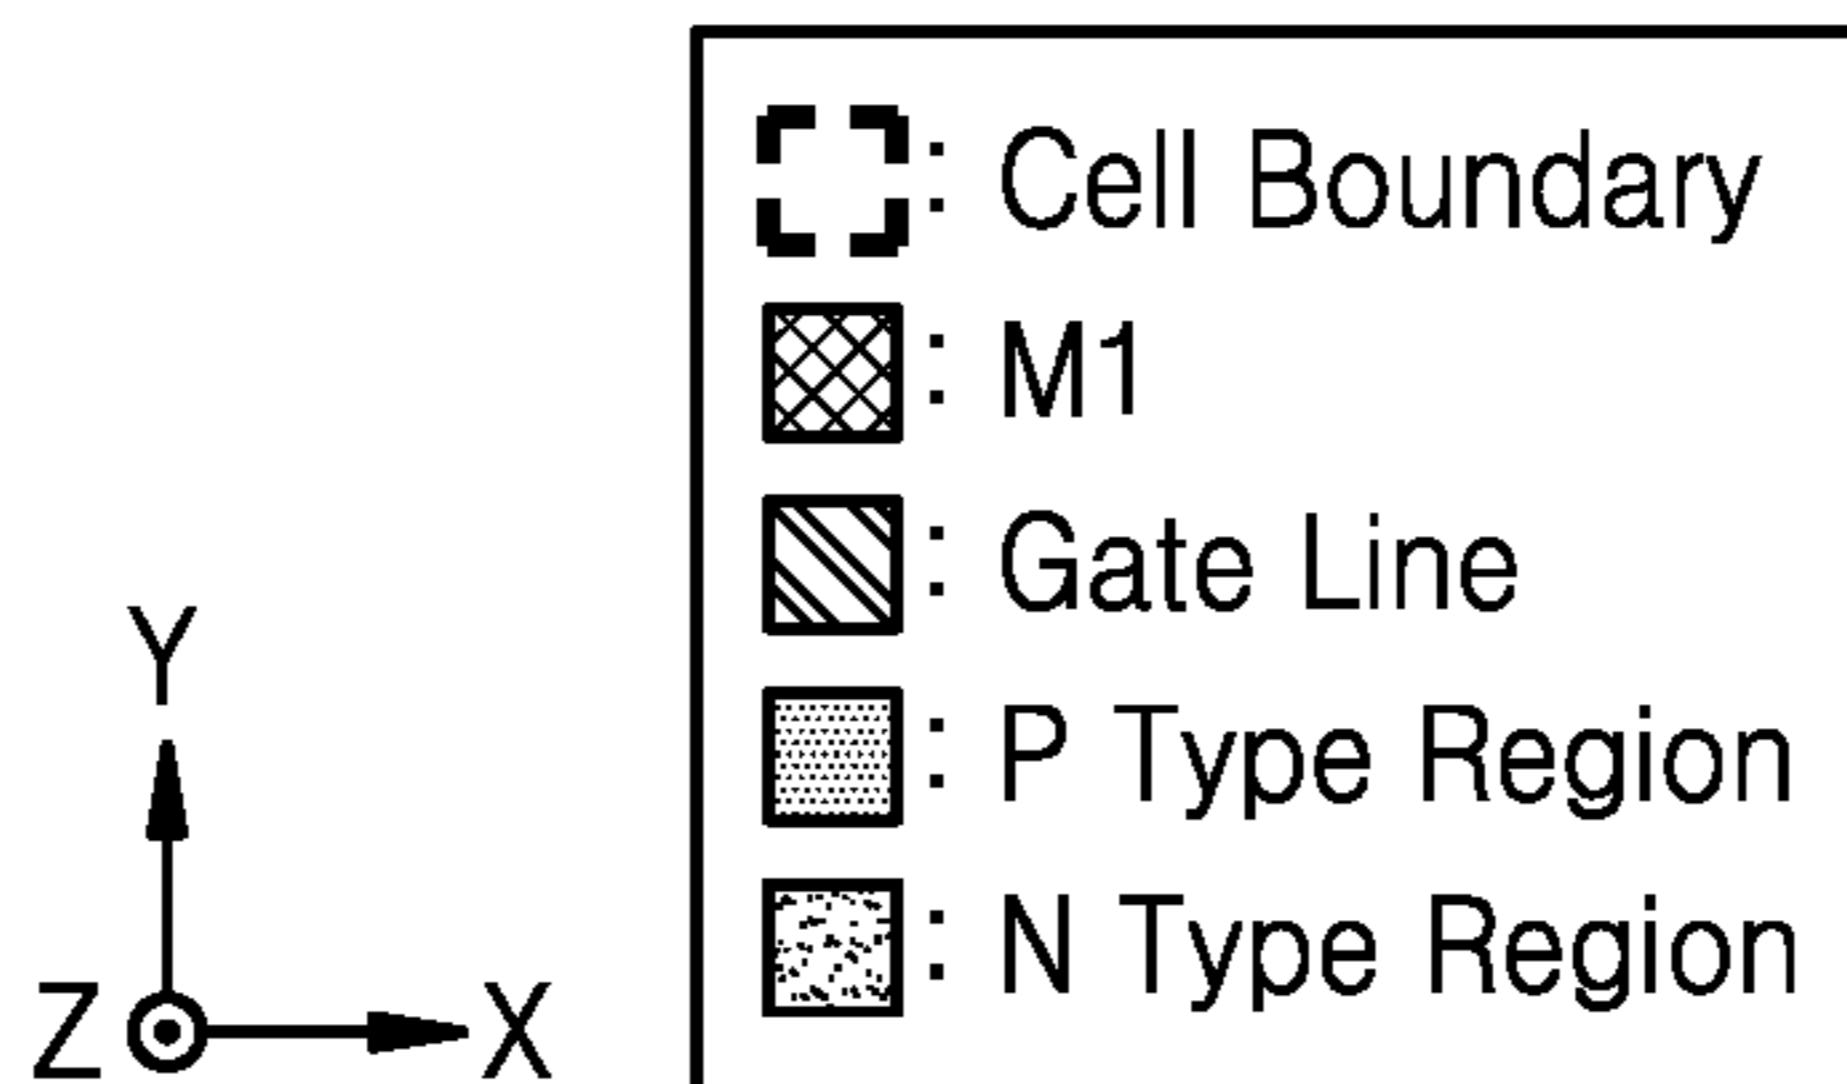 : Cell Boundary
: M1
: Gate Line
: P Type Region
: N Type Region
Y
Z X